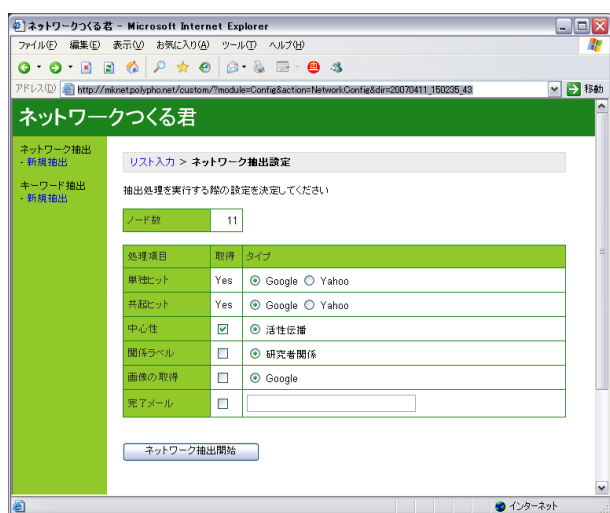 ネットワークつくる君 - Microsoft Internet Explorer
ファイル(F) 編集(E) 表示(V) お気に入り(A) ツール(T) ヘルプ(H)
アドレス(D) http://mknet.polypho.net/custom/?module=Config&action=NetworkConfig&dir=20070411_150235_43 移動
ネットワークつくる君
ネットワーク抽出
- 新規抽出
キーワード抽出
- 新規抽出
リスト入力 > ネットワーク抽出設定
抽出処理を実行する際の設定を決定してください
ノード数 11
処理項目 取得 タイプ
単独ヒット Yes Google Yahoo
共起ヒット Yes Google Yahoo
中心性 活性伝播
関係ラベル 研究者関係
画像の取得 Google
完了メール
ネットワーク抽出開始
インターネット